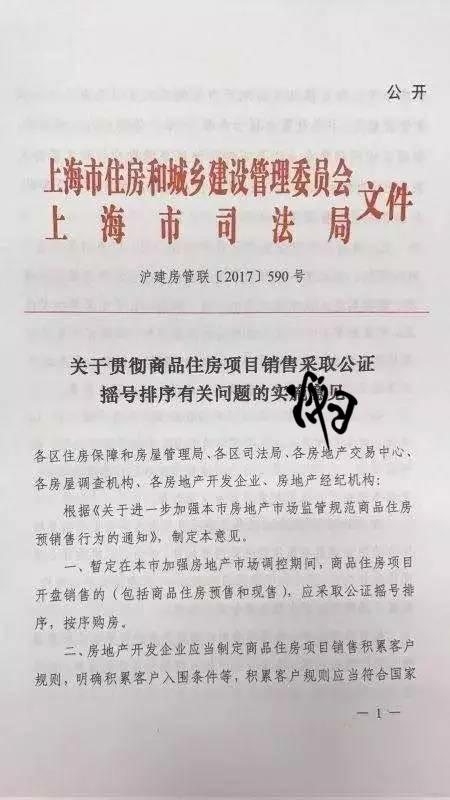 公开
上海市住房和城乡建设管理委员会
上海市司法局
文件
沪建房管联〔2017〕590号
关于贯彻商品住房项目销售采取公证
摇号排序有关问题的实施意见
各区住房保障和房屋管理局、各区司法局、各房地产交易中心、
各房屋调查机构、各房地产开发企业、房地产经纪机构：
根据《关于进一步加强本市房地产市场监管规范商品住房
预销售行为的通知》，制定本意见。
一、暂定在本市加强房地产市场调控期间，商品住房项目
开盘销售的（包括商品住房预售和现售），应采取公证摇号排
序，按序购房。
二、房地产开发企业应当制定商品住房项目销售积累客户
规则，明确积累客户入围条件等，积累客户规则应当符合国家
— 1 —